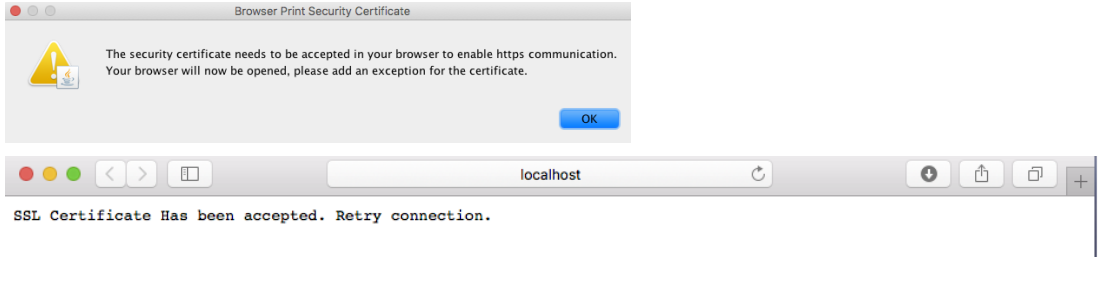 Browser Print Security Certificate
The security certificate needs to be accepted in your browser to enable https communication.
Your browser will now be opened, please add an exception for the certificate.
OK
localhost
SSL Certificate Has been accepted. Retry connection.